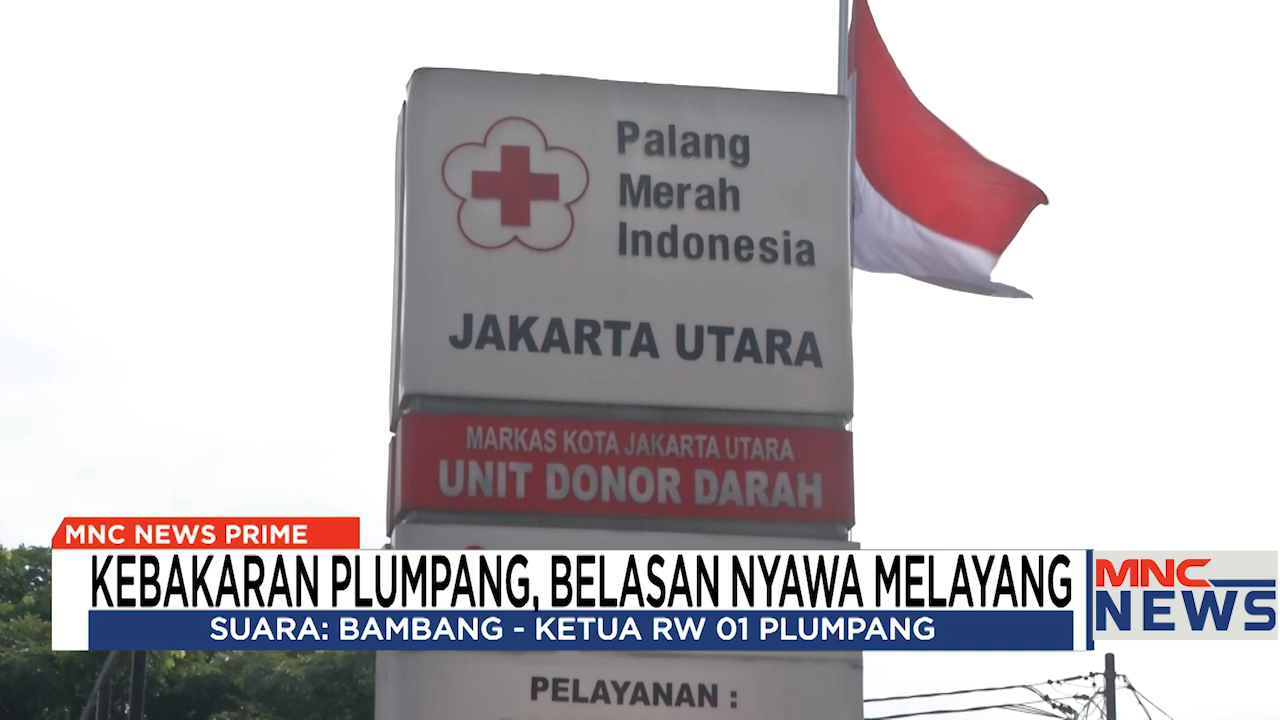 Palang
Merah
Indonesia
JAKARTA UTARA
MARKAS KOTA JAKARTA UTARA
UNIT DONOR DARAH
MNC NEWS PRIME
KEBAKARAN PLUMPANG, BELASAN NYAWA MELAYANG
SUARA: BAMBANG - KETUA RW 01 PLUMPANG
MNC
NEWS
PELAYANAN :